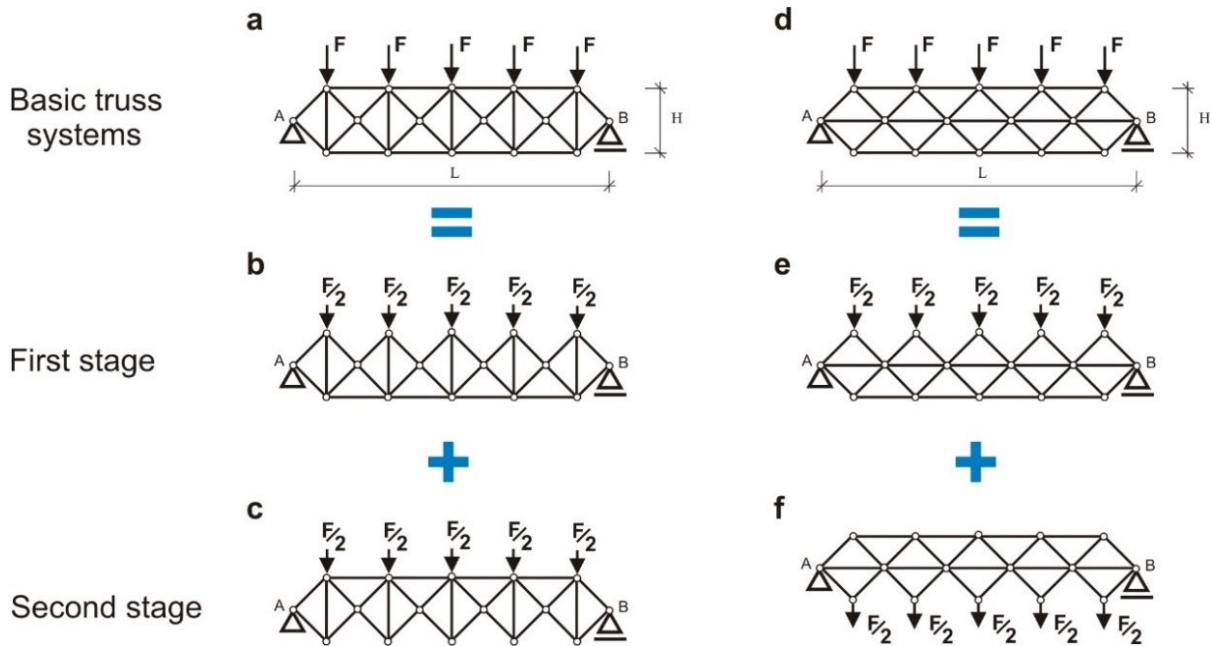 a
d
F F F F F
F F F F F
Basic truss
systems
A B H
A B H
L
L
=
=
b
e
F/2 F/2 F/2 F/2 F/2
F/2 F/2 F/2 F/2 F/2
First stage
A B
A B
+
+
c
f
F/2 F/2 F/2 F/2 F/2
A B
Second stage
A B
F/2 F/2 F/2 F/2 F/2